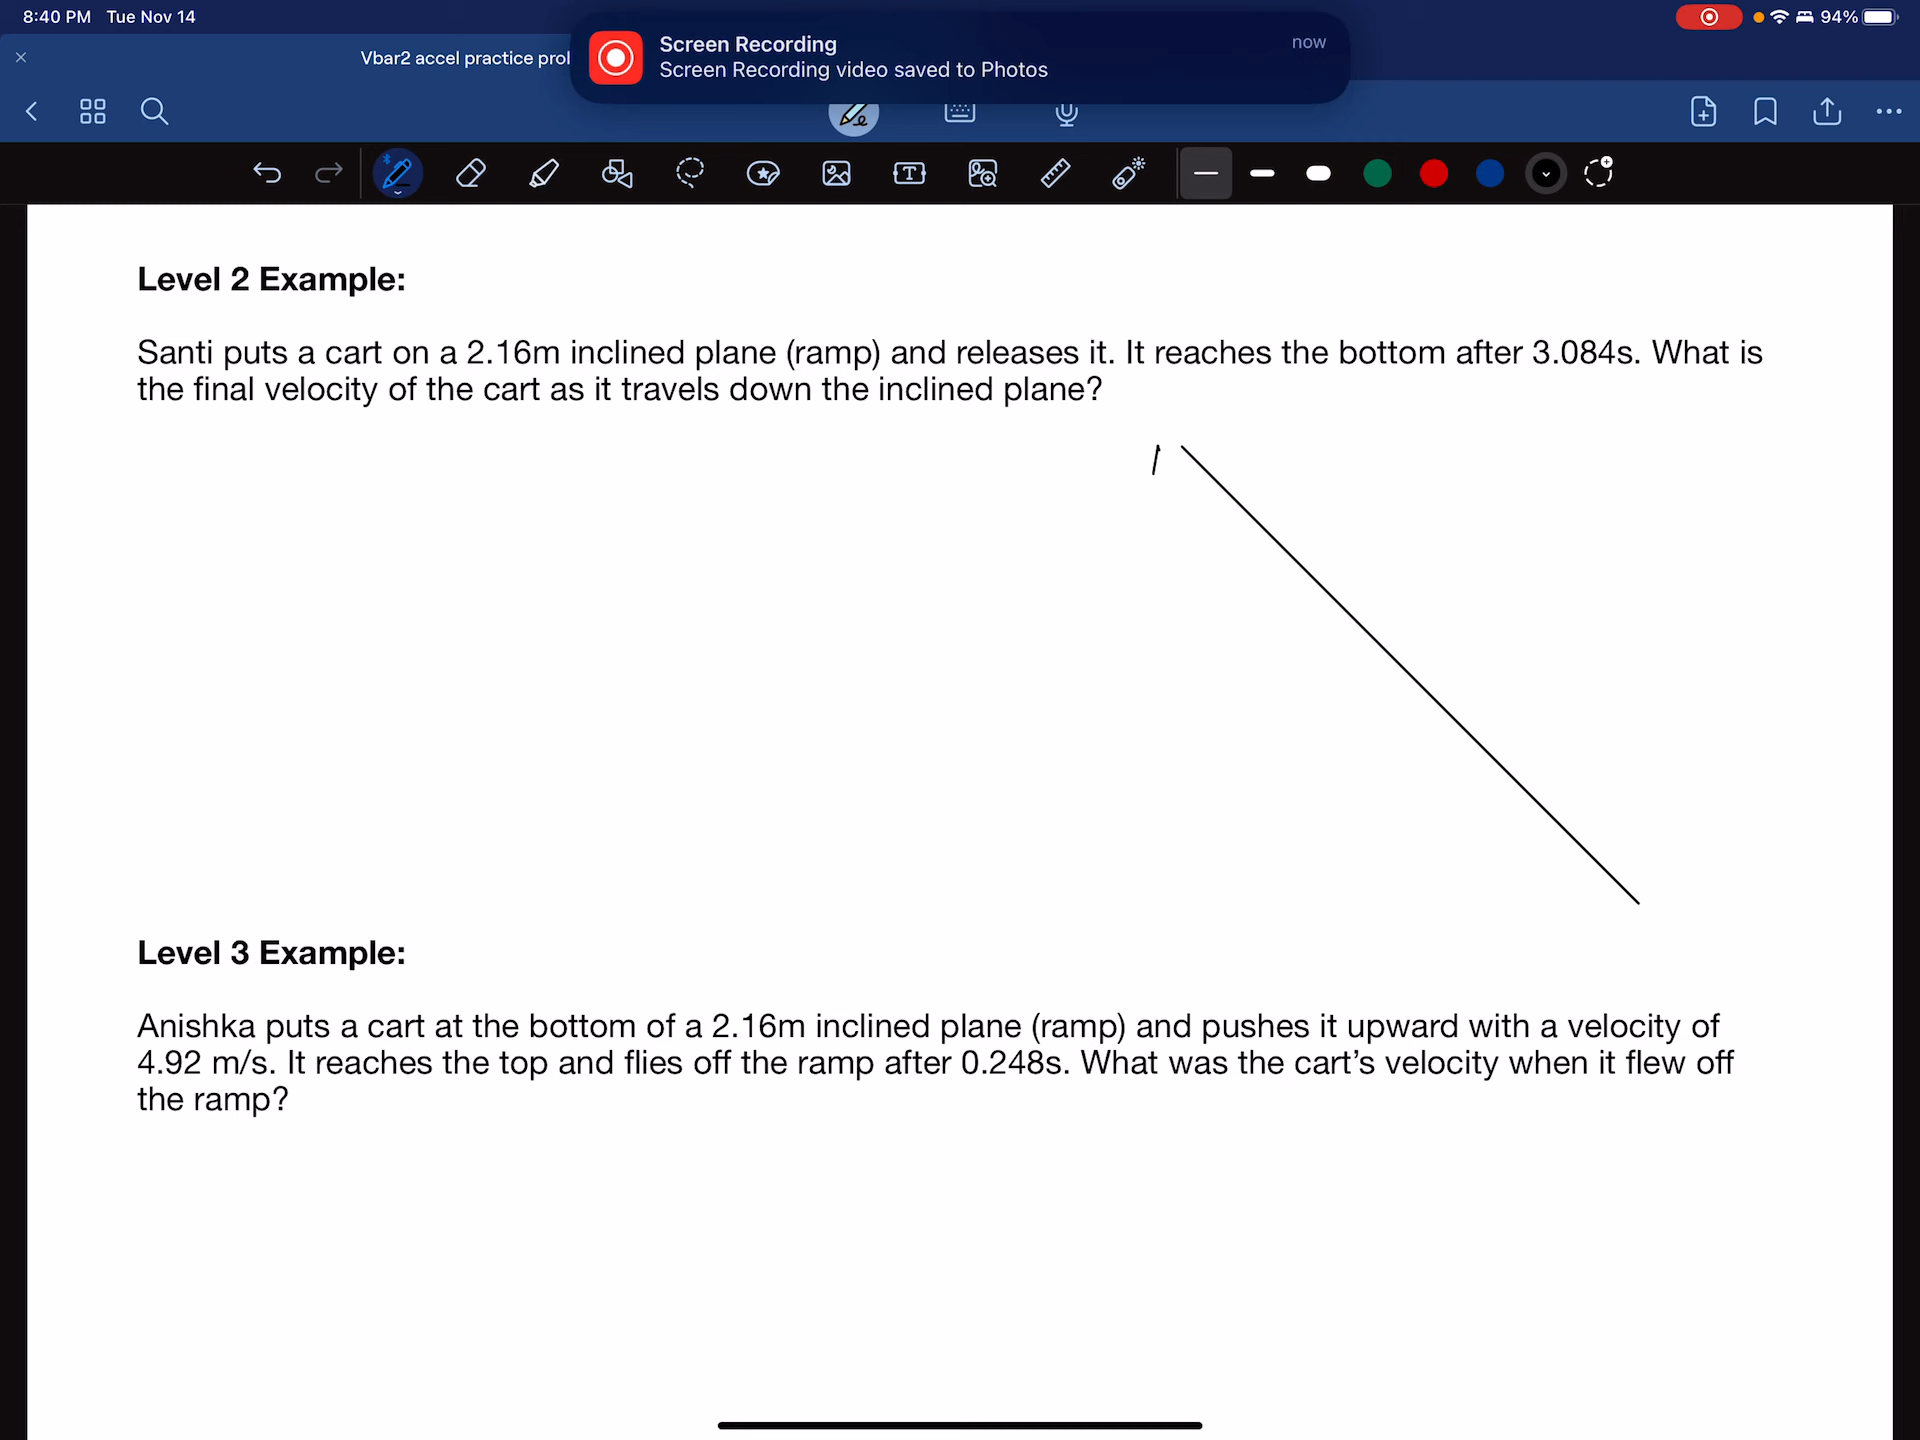 8:40 PM Tue Nov 14
94%
Vbar2 accel practice prol
Screen Recording
now
Screen Recording video saved to Photos
Level 2 Example:
Santi puts a cart on a 2.16m inclined plane (ramp) and releases it. It reaches the bottom after 3.084s. What is
the final velocity of the cart as it travels down the inclined plane?
Level 3 Example:
Anishka puts a cart at the bottom of a 2.16m inclined plane (ramp) and pushes it upward with a velocity of
4.92 m/s. It reaches the top and flies off the ramp after 0.248s. What was the cart’s velocity when it flew off
the ramp?